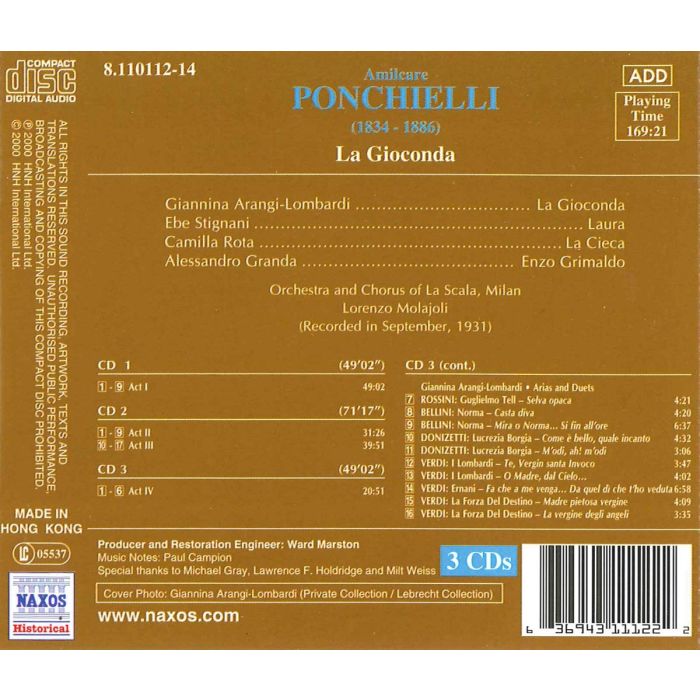 COMPACT
disc
DIGITAL AUDIO
8.110112-14
Amilcare
PONCHIELLI
(1834 - 1886)
La Gioconda
ADD
Playing
Time
169:21
ALL RIGHTS IN THIS SOUND RECORDING, ARTWORK, TEXTS AND
TRANSLATIONS RESERVED. UNAUTHORISED PUBLIC PERFORMANCE,
BROADCASTING AND COPYING OF THIS COMPACT DISC PROHIBITED.
℗ 2000 HNH International Ltd.
© 2000 HNH International Ltd.
Giannina Arangi-Lombardi ........................................ La Gioconda
Ebe Stignani ........................................ Laura
Camilla Rota ........................................ La Cieca
Alessandro Granda ........................................ Enzo Grimaldo
Orchestra and Chorus of La Scala, Milan
Lorenzo Molajoli
(Recorded in September, 1931)
CD 1 (49'02")
1 - 9 Act I 49:02
CD 2 (71'17")
1 - 9 Act II 31:26
10 - 17 Act III 39:51
CD 3 (49'02")
1 - 6 Act IV 20:51
CD 3 (cont.)
Giannina Arangi-Lombardi • Arias and Duets
7 ROSSINI: Guglielmo Tell – Selva opaca 4:21
8 BELLINI: Norma – Casta diva 4:20
9 BELLINI: Norma – Mira o Norma... Si fin all'ore 6:37
10 DONIZETTI: Lucrezia Borgia – Come è bello, quale incanto 4:32
11 DONIZETTI: Lucrezia Borgia – M'odi, ah! m'odi 3:06
12 VERDI: I Lombardi – Te, Vergin santa Invoco 3:47
13 VERDI: I Lombardi – O Madre, dal Cielo... 4:02
14 VERDI: Ernani – Fa che a me venga... Da quel dì che t'ho veduta 6:58
15 VERDI: La Forza Del Destino – Madre pietosa vergine 4:09
16 VERDI: La Forza Del Destino – La vergine degli angeli 3:35
MADE IN
HONG KONG
LC 05537
NAXOS
Historical
Producer and Restoration Engineer: Ward Marston
Music Notes: Paul Campion
Special thanks to Michael Gray, Lawrence F. Holdridge and Milt Weiss
3 CDs
Cover Photo: Giannina Arangi-Lombardi (Private Collection / Lebrecht Collection)
www.naxos.com
6 36943 11122 2